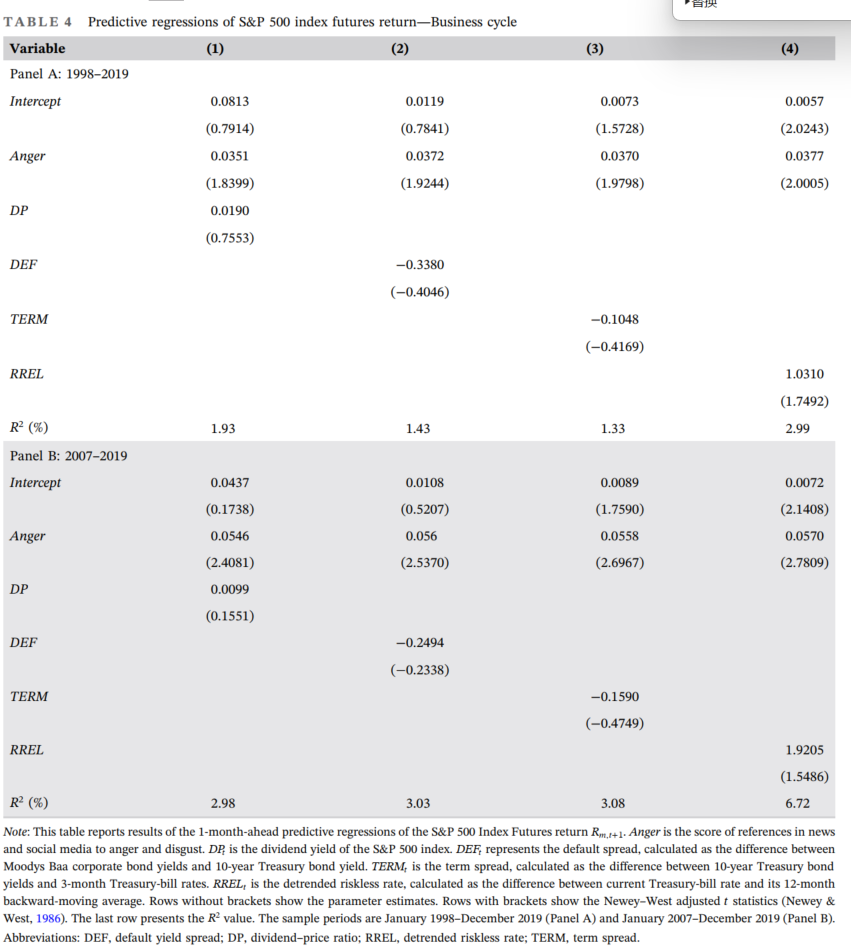 替换
TABLE 4 Predictive regressions of S&P 500 index futures return—Business cycle
Variable (1) (2) (3) (4)
Panel A: 1998–2019
Intercept 0.0813 0.0119 0.0073 0.0057
(0.7914) (0.7841) (1.5728) (2.0243)
Anger 0.0351 0.0372 0.0370 0.0377
(1.8399) (1.9244) (1.9798) (2.0005)
DP 0.0190
(0.7553)
DEF −0.3380
(−0.4046)
TERM −0.1048
(−0.4169)
RREL 1.0310
(1.7492)
R² (%) 1.93 1.43 1.33 2.99
Panel B: 2007–2019
Intercept 0.0437 0.0108 0.0089 0.0072
(0.1738) (0.5207) (1.7590) (2.1408)
Anger 0.0546 0.056 0.0558 0.0570
(2.4081) (2.5370) (2.6967) (2.7809)
DP 0.0099
(0.1551)
DEF −0.2494
(−0.2338)
TERM −0.1590
(−0.4749)
RREL 1.9205
(1.5486)
R² (%) 2.98 3.03 3.08 6.72
Note: This table reports results of the 1-month-ahead predictive regressions of the S&P 500 Index Futures return Rm,t+1. Anger is the score of references in news
and social media to anger and disgust. DPt is the dividend yield of the S&P 500 index. DEFt represents the default spread, calculated as the difference between
Moodys Baa corporate bond yields and 10-year Treasury bond yield. TERMt is the term spread, calculated as the difference between 10-year Treasury bond
yields and 3-month Treasury-bill rates. RRELt is the detrended riskless rate, calculated as the difference between current Treasury-bill rate and its 12-month
backward-moving average. Rows without brackets show the parameter estimates. Rows with brackets show the Newey–West adjusted t statistics (Newey &
West, 1986). The last row presents the R² value. The sample periods are January 1998–December 2019 (Panel A) and January 2007–December 2019 (Panel B).
Abbreviations: DEF, default yield spread; DP, dividend–price ratio; RREL, detrended riskless rate; TERM, term spread.